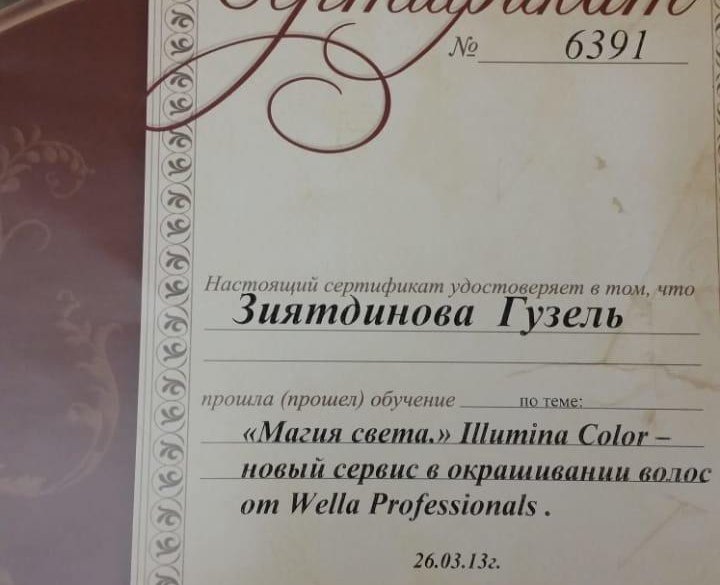 Сертификат
№ 6391
Настоящий сертификат удостоверяет в том, что
Зиятдинова Гузель
прошла (прошел) обучение по теме:
«Магия света.» Illumina Color –
новый сервис в окрашивании волос
от Wella Professionals .
26.03.13г.